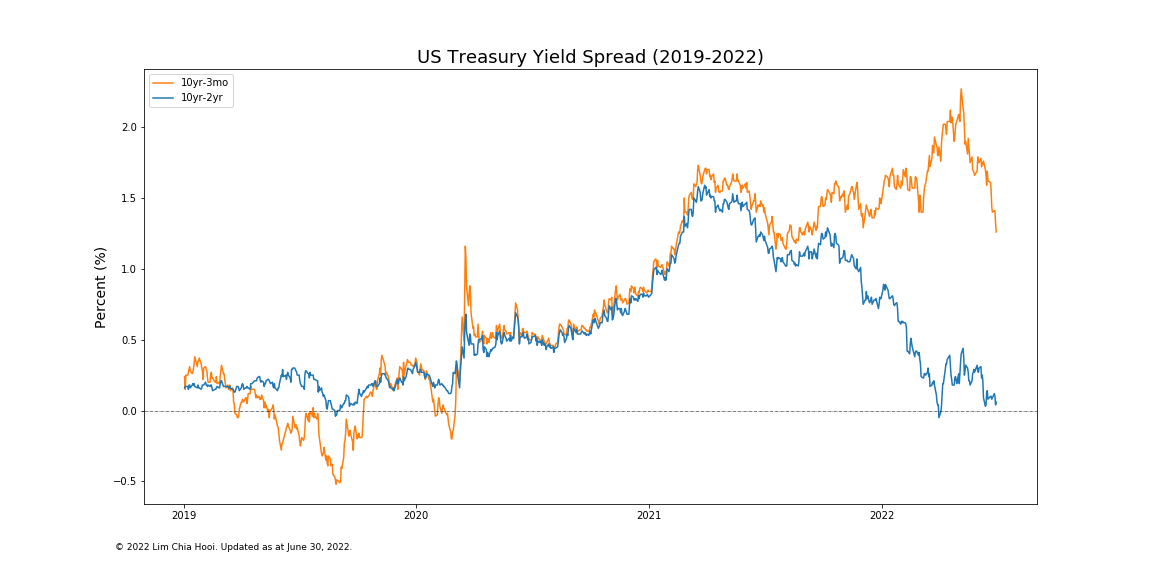 US Treasury Yield Spread (2019-2022)
10yr-3mo
10yr-2yr
Percent (%)
2.0
1.5
1.0
0.5
0.0
−0.5
2019
2020
2021
2022
© 2022 Lim Chia Hooi. Updated as at June 30, 2022.